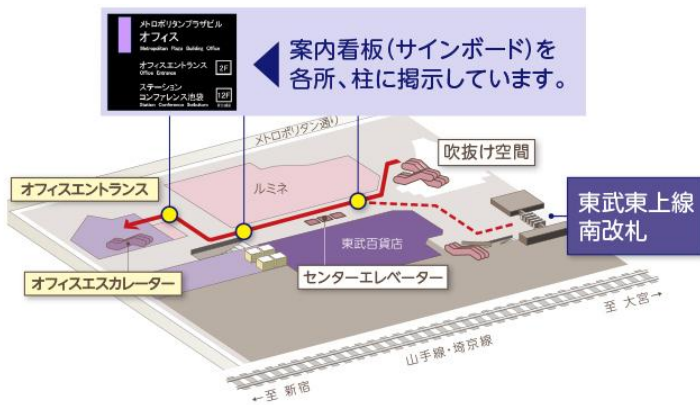 メトロポリタンプラザビル
オフィス
Metropolitan Plaza Building Office
オフィスエントランス
Office Entrance
2F
ステーション
コンファレンス池袋
Station Conference Ikebukuro
12F
案内看板(サインボード)を
各所、柱に掲示しています。
メトロポリタン通り
吹抜け空間
オフィスエントランス
ルミネ
東武東上線
南改札
東武百貨店
オフィスエスカレーター
センターエレベーター
至 大宮→
山手線・埼京線
←至 新宿